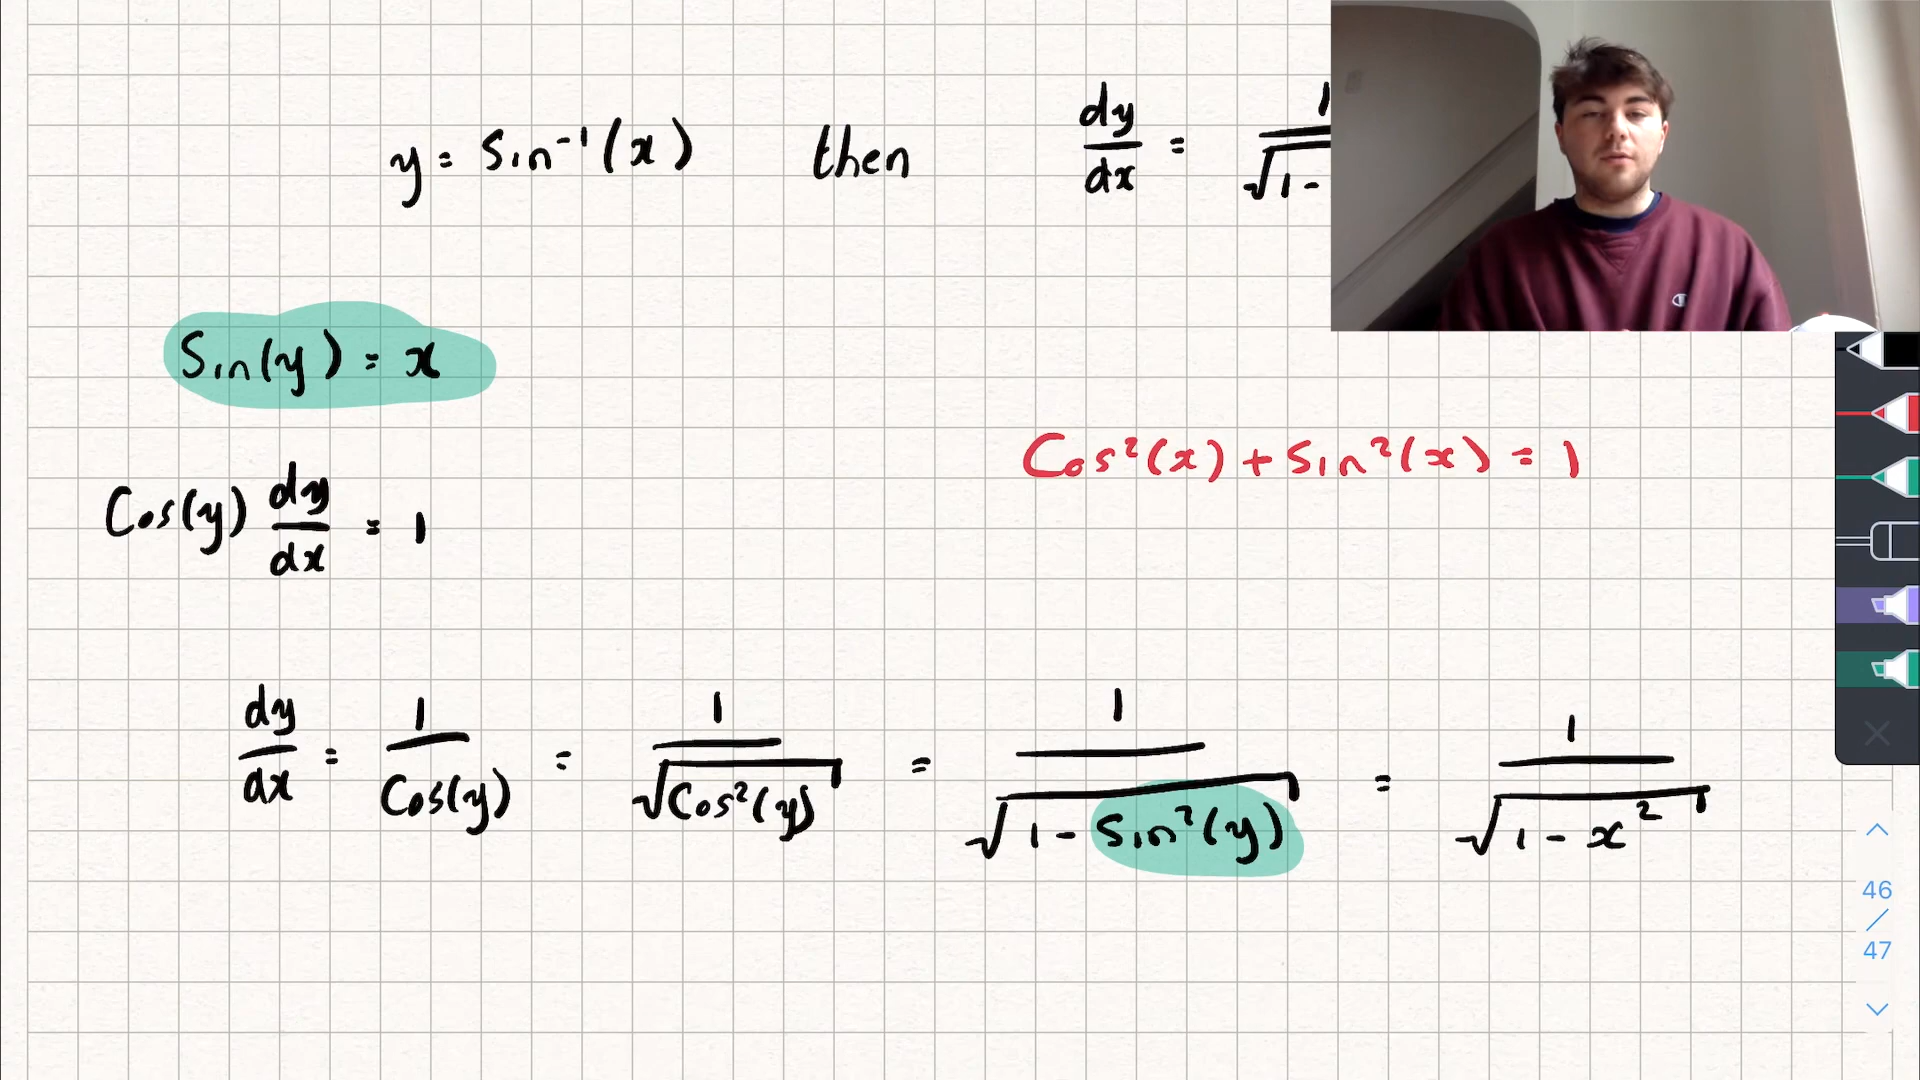 y = Sin⁻¹(x) then dy/dx = 1/√1-
Sin(y) = x
Cos²(x) + Sin²(x) = 1
Cos(y) dy/dx = 1
dy/dx = 1/Cos(y) = 1/√Cos²(y) = 1/√1 - Sin²(y) = 1/√1 - x²
46
/
47